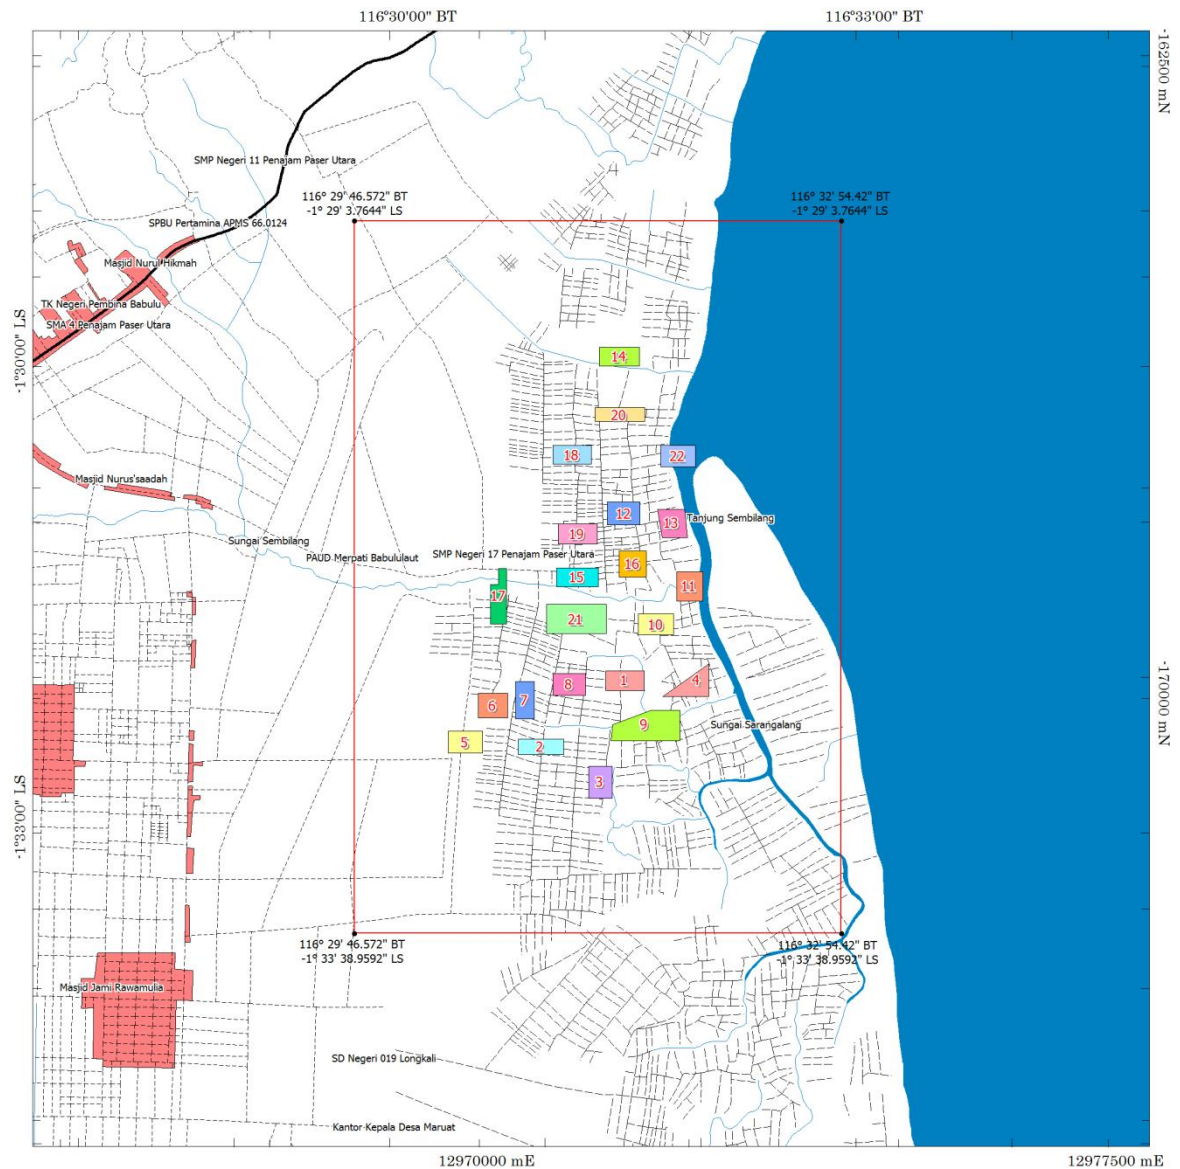 116°30'00" BT
116°33'00" BT
-162500 mN
SMP Negeri 11 Penajam Paser Utara
116° 29' 46.572" BT
-1° 29' 3.7644" LS
116° 32' 54.42" BT
-1° 29' 3.7644" LS
SPBU Pertamina APMS 66.0124
Masjid Nurul Hikmah
TK Negeri Pembina Babulu
SMA 4 Penajam Paser Utara
-1°30'00" LS
14
20
18
22
Masjid Nurus'saadah
12
13
Tanjung Sembilang
19
Sungai Sembilang
PAUD Merpati Babululaut
SMP Negeri 17 Penajam Paser Utara
16
15
11
17
21
10
1
4
8
6
7
-170000 mN
9
Sungai Sarangalang
5
2
3
-1°33'00" LS
116° 29' 46.572" BT
-1° 33' 38.9592" LS
116° 32' 54.42" BT
-1° 33' 38.9592" LS
Masjid Jami Rawamulia
SD Negeri 019 Longkali
Kantor Kepala Desa Maruat
12970000 mE
12977500 mE